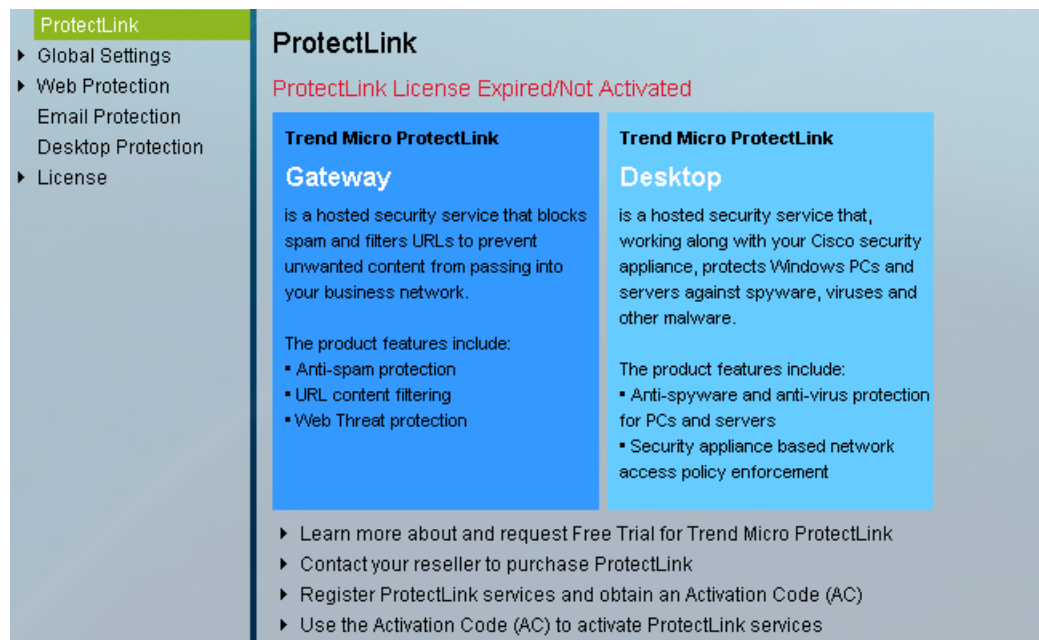 ProtectLink
Global Settings
Web Protection
Email Protection
Desktop Protection
License
ProtectLink
ProtectLink License Expired/Not Activated
Trend Micro ProtectLink
Gateway
is a hosted security service that blocks
spam and filters URLs to prevent
unwanted content from passing into
your business network.
The product features include:
▪ Anti-spam protection
▪ URL content filtering
▪ Web Threat protection
Trend Micro ProtectLink
Desktop
is a hosted security service that,
working along with your Cisco security
appliance, protects Windows PCs and
servers against spyware, viruses and
other malware.
The product features include:
▪ Anti-spyware and anti-virus protection
for PCs and servers
▪ Security appliance based network
access policy enforcement
Learn more about and request Free Trial for Trend Micro ProtectLink
Contact your reseller to purchase ProtectLink
Register ProtectLink services and obtain an Activation Code (AC)
Use the Activation Code (AC) to activate ProtectLink services